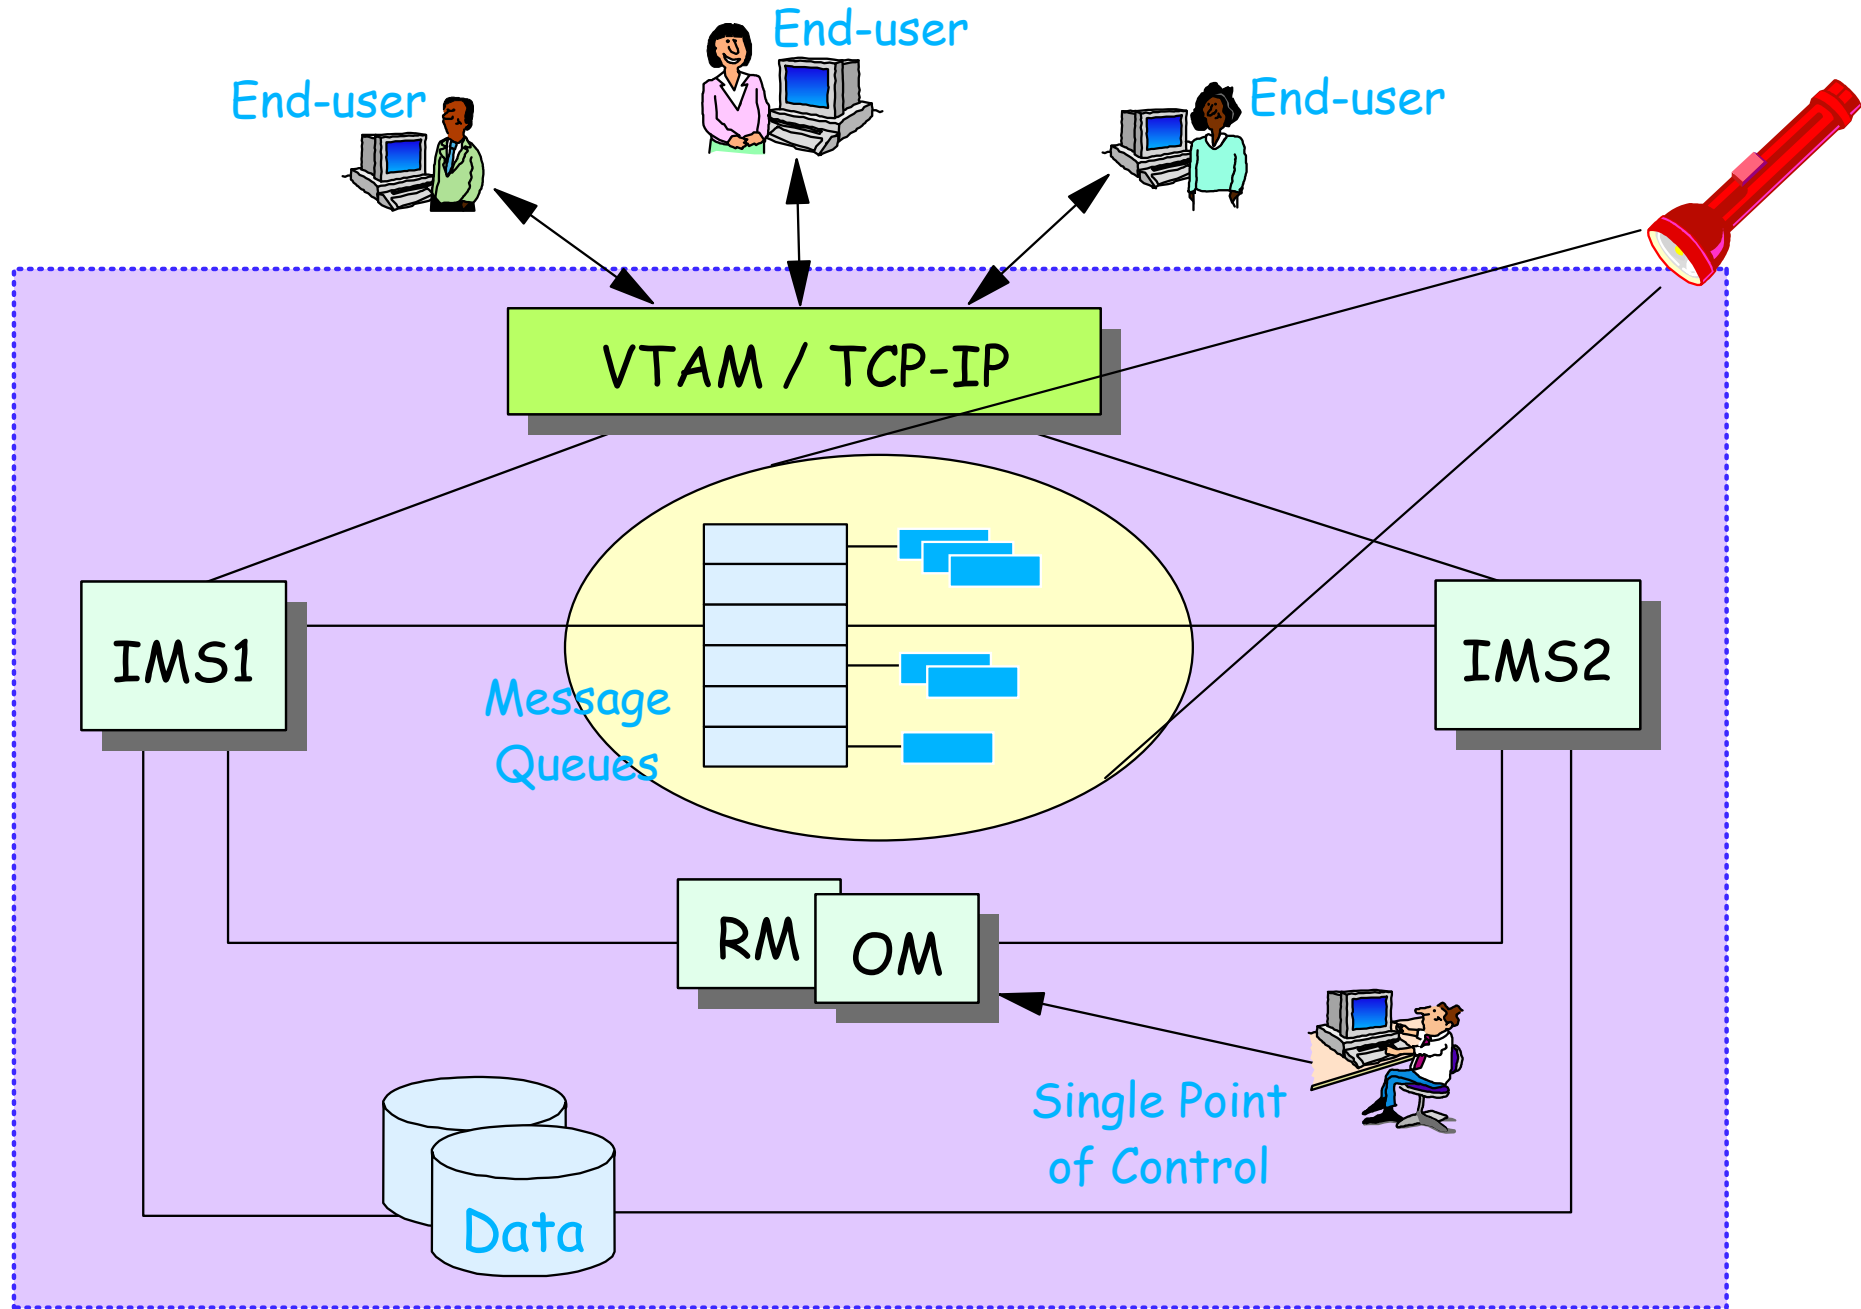 End-user
End-user
End-user
VTAM / TCP-IP
IMS1
IMS2
Message
Queues
RM
OM
Single Point
of Control
Data